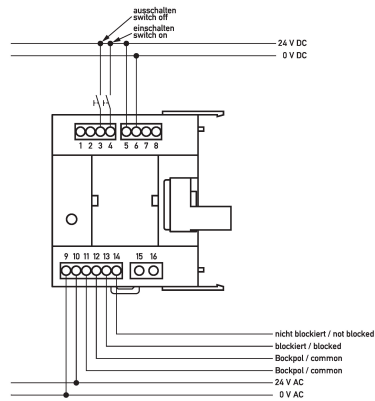 ausschalten
switch off
einschalten
switch on
24 V DC
0 V DC
1 2 3 4 5 6 7 8
9 10 11 12 13 14 15 16
nicht blockiert / not blocked
blockiert / blocked
Bockpol / common
Bockpol / common
24 V AC
0 V AC